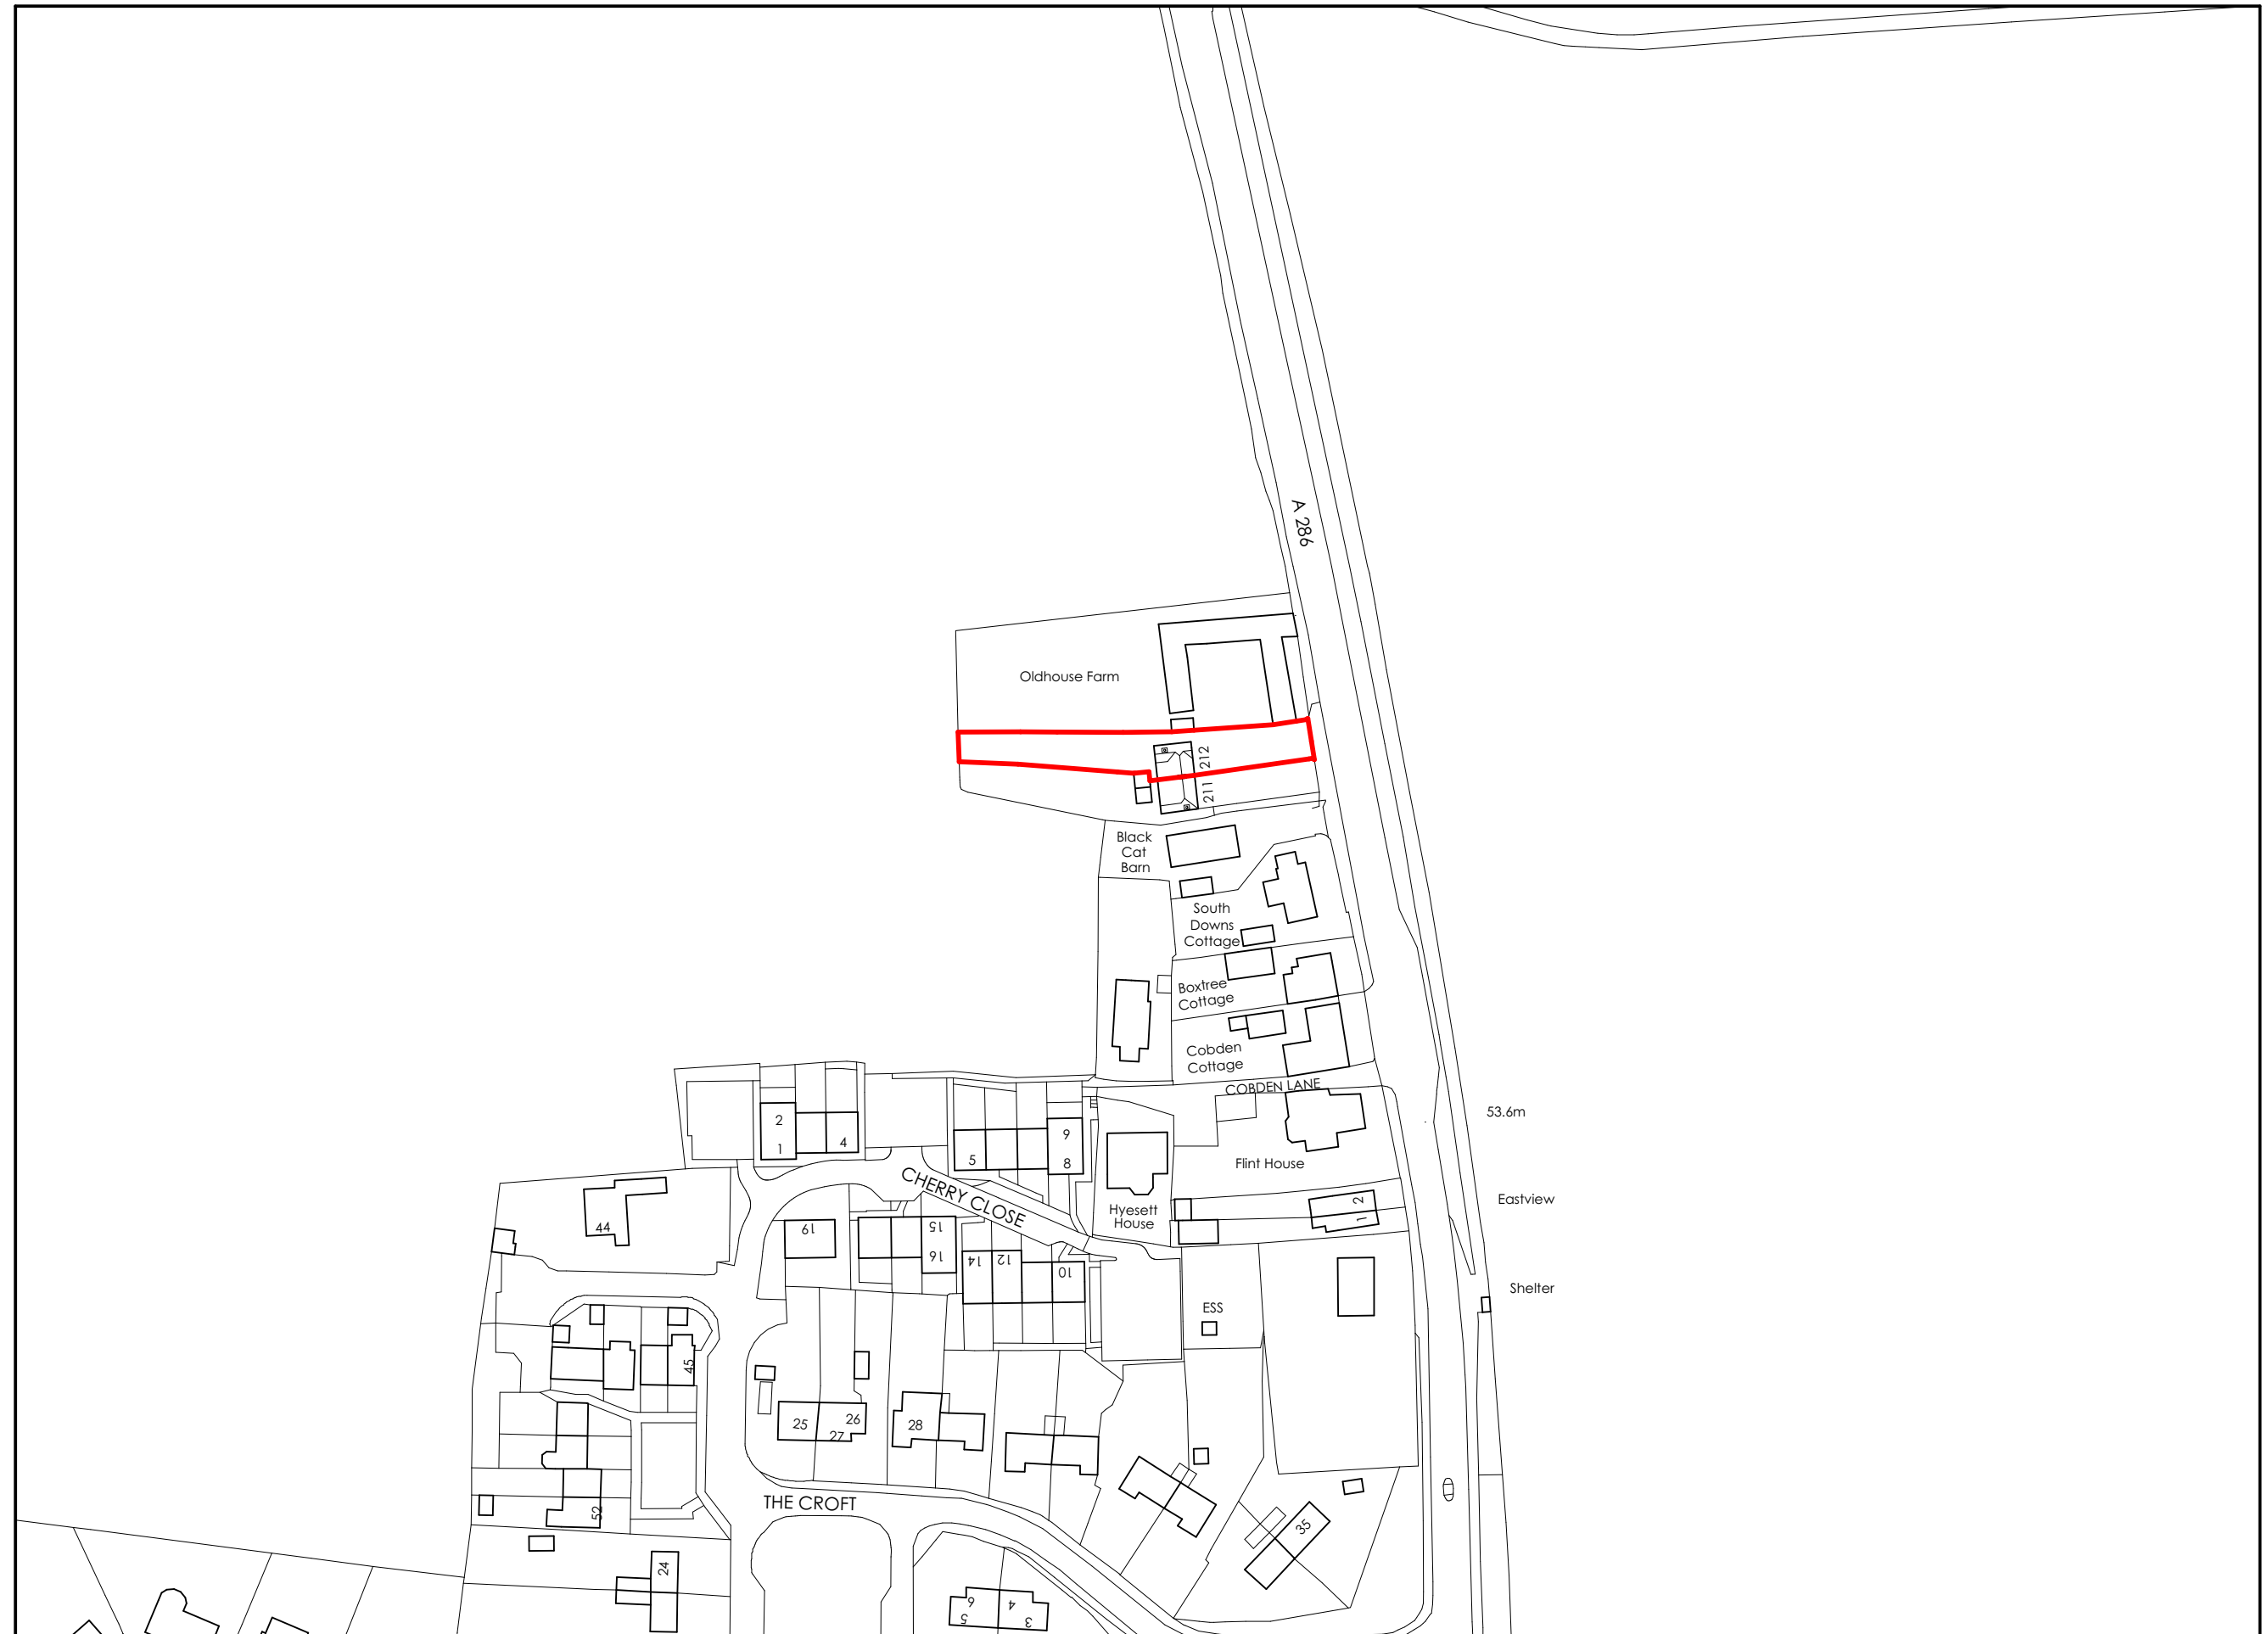 A 286
Oldhouse Farm
212
211
Black
Cat
Barn
South
Downs
Cottage
Boxtree
Cottage
Cobden
Cottage
COBDEN LANE
53.6m
2
1
4
5
9
8
CHERRY CLOSE
Flint House
Hyesett
House
2
1
Eastview
44
19
15
16
14
12
10
Shelter
ESS
45
25
26
27
28
THE CROFT
52
35
24
6
5
4
3